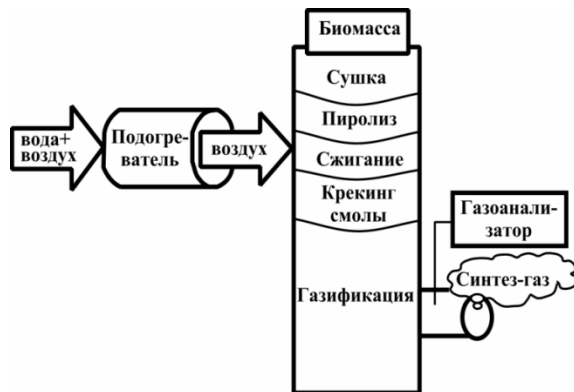 Биомасса
Сушка
Пиролиз
Сжигание
Крекинг
смолы
Газификация
вода+
воздух
Подогре-
ватель
воздух
Газоанали-
затор
Синтез-газ